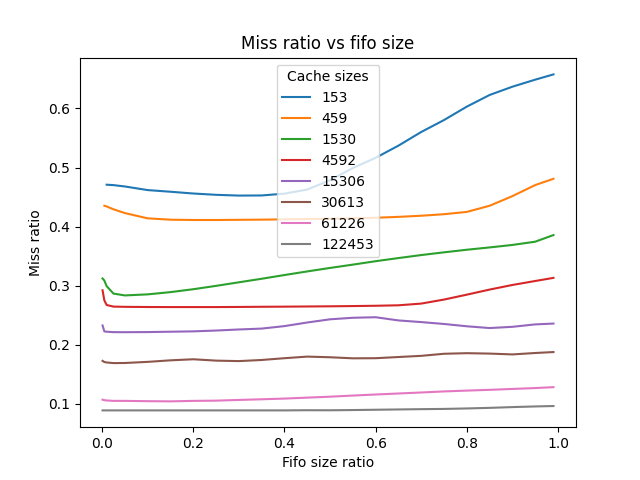 Miss ratio vs fifo size
Cache sizes
153
459
1530
4592
15306
30613
61226
122453
Miss ratio
0.6
0.5
0.4
0.3
0.2
0.1
0.0 0.2 0.4 0.6 0.8 1.0
Fifo size ratio